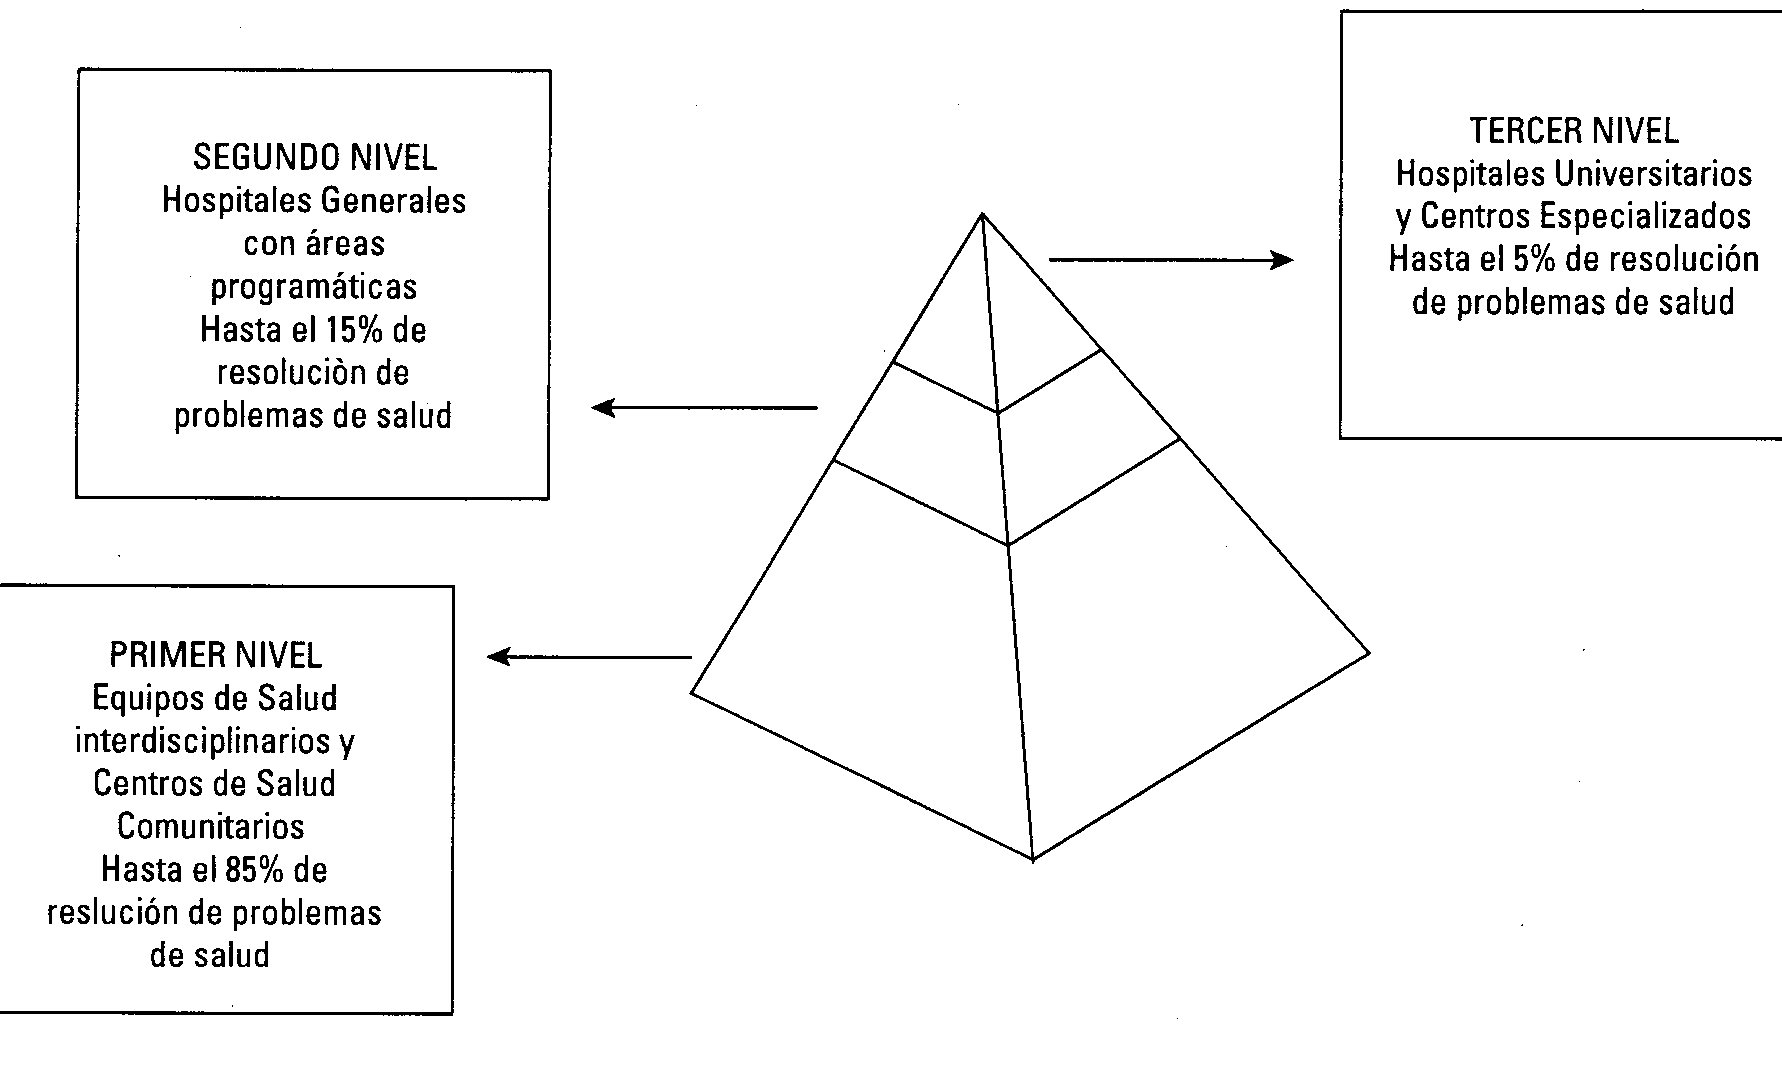 SEGUNDO NIVEL
Hospitales Generales
con áreas
programáticas
Hasta el 15% de
resoluciòn de
problemas de salud
TERCER NIVEL
Hospitales Universitarios
y Centros Especializados
Hasta el 5% de resolución
de problemas de salud
PRIMER NIVEL
Equipos de Salud
interdisciplinarios y
Centros de Salud
Comunitarios
Hasta el 85% de
reslución de problemas
de salud